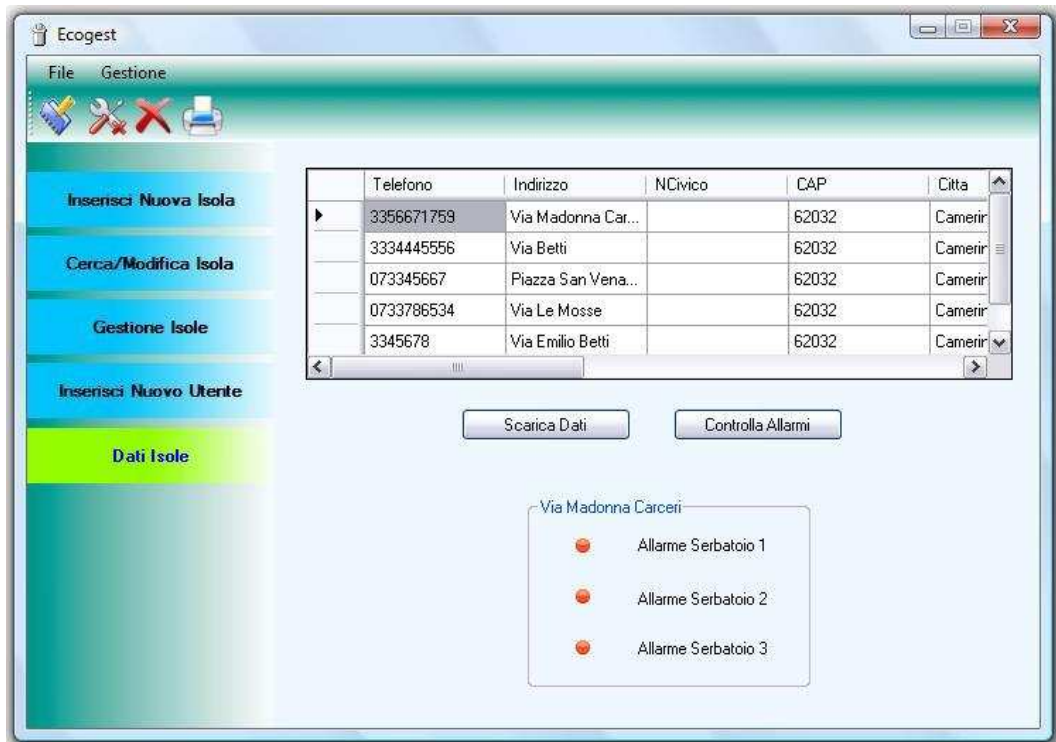 Ecogest
File Gestione
Inserisci Nuova Isola
Cerca/Modifica Isola
Gestione Isole
Inserisci Nuovo Utente
Dati Isole
Telefono Indirizzo NCivico CAP Citta
3356671759 Via Madonna Car... 62032 Camerir
3334445556 Via Betti 62032 Camerir
073345667 Piazza San Vena... 62032 Camerir
0733786534 Via Le Mosse 62032 Camerir
3345678 Via Emilio Betti 62032 Camerir
Scarica Dati Controlla Allarmi
Via Madonna Carceri
Allarme Serbatoio 1
Allarme Serbatoio 2
Allarme Serbatoio 3